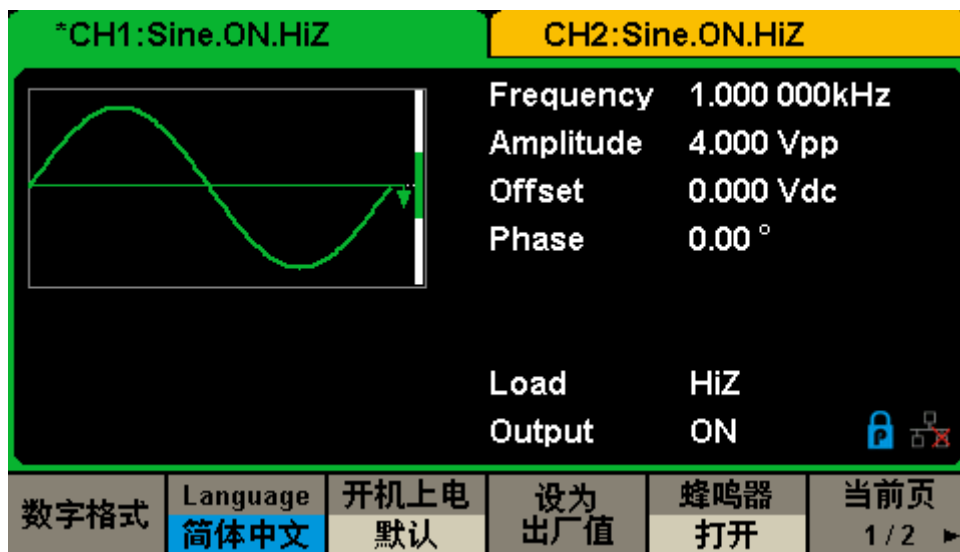 *CH1:Sine.ON.HiZ CH2:Sine.ON.HiZ
Frequency 1.000 000kHz
Amplitude 4.000 Vpp
Offset 0.000 Vdc
Phase 0.00 °
Load HiZ
Output ON
P
数字格式
Language
简体中文
开机上电
默认
设为
出厂值
蜂鸣器
打开
当前页
1/2 ►